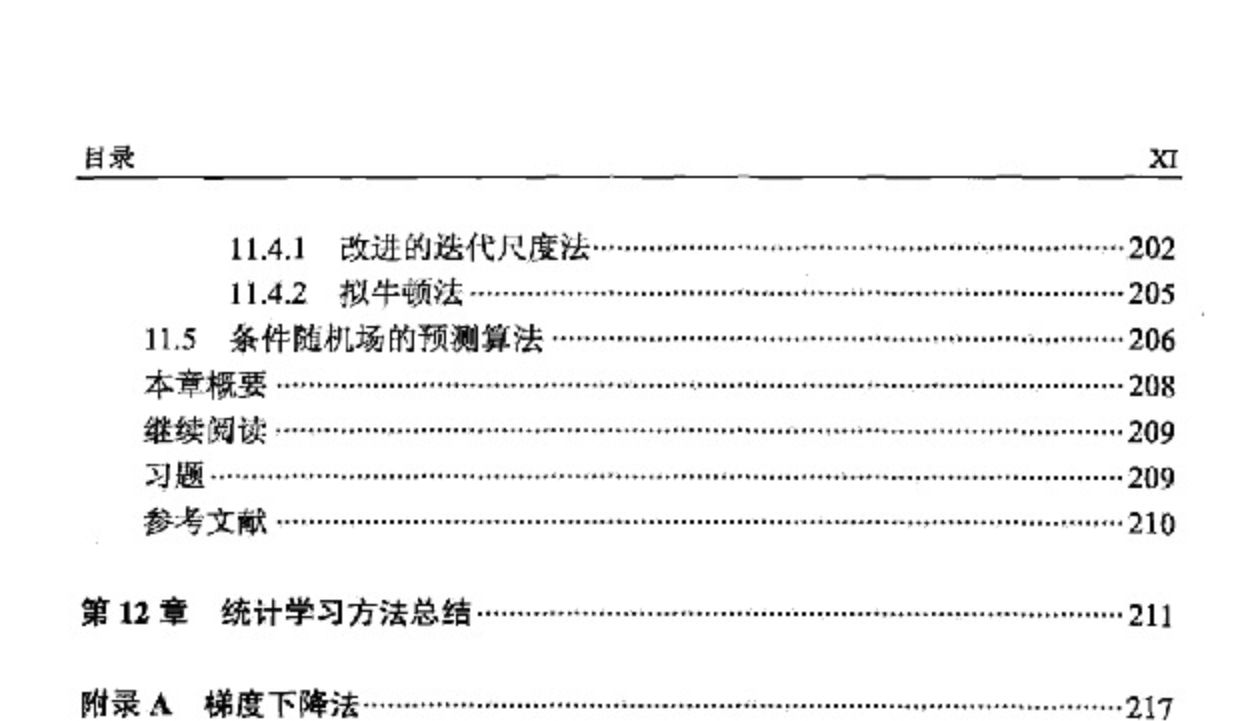 目录 XI
11.4.1 改进的迭代尺度法 202
11.4.2 拟牛顿法 205
11.5 条件随机场的预测算法 206
本章概要 208
继续阅读 209
习题 209
参考文献 210
第 12 章 统计学习方法总结 211
附录 A 梯度下降法 217